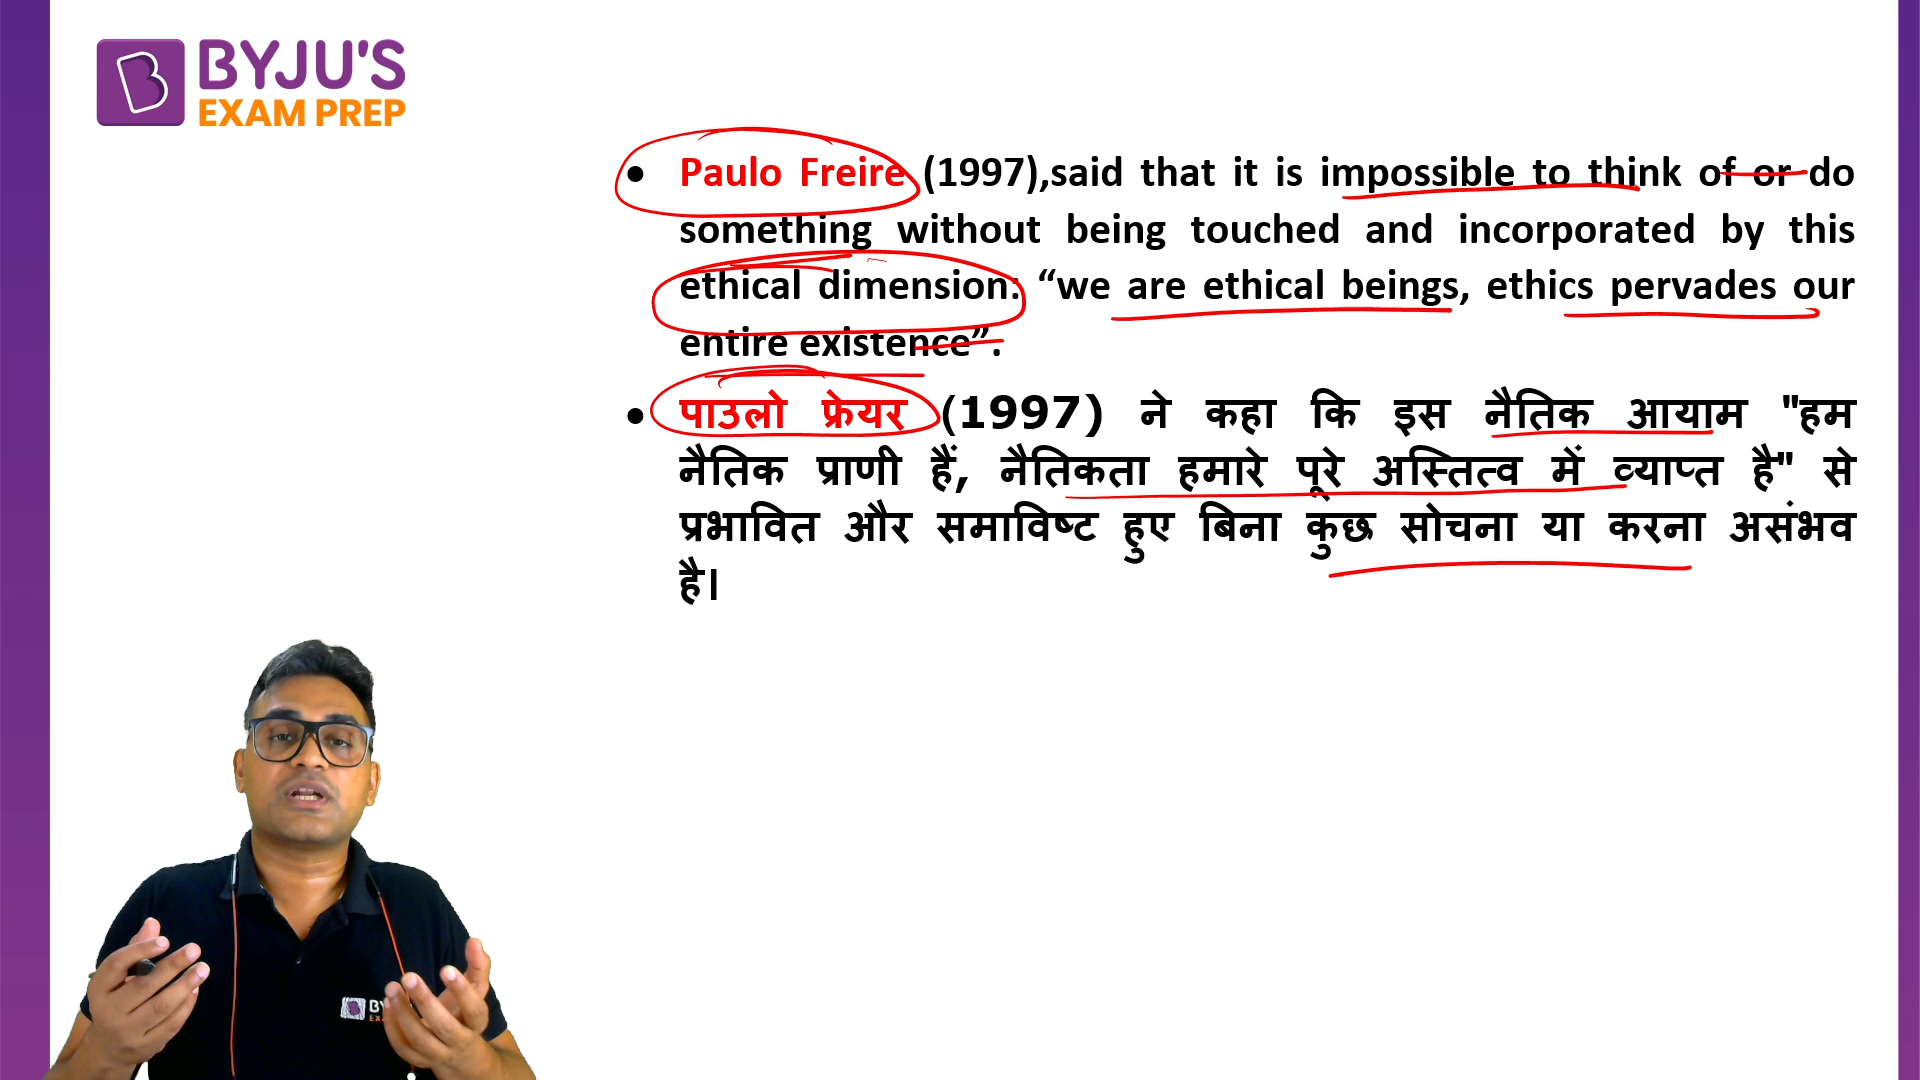 BYJU'S
EXAM PREP
• Paulo Freire (1997),said that it is impossible to think of or do
something without being touched and incorporated by this
ethical dimension: “we are ethical beings, ethics pervades our
entire existence”.
• पाउलो फ्रेयर (1997) ने कहा कि इस नैतिक आयाम "हम
नैतिक प्राणी हैं, नैतिकता हमारे पूरे अस्तित्व में व्याप्त है" से
प्रभावित और समाविष्ट हुए बिना कुछ सोचना या करना असंभव
है।